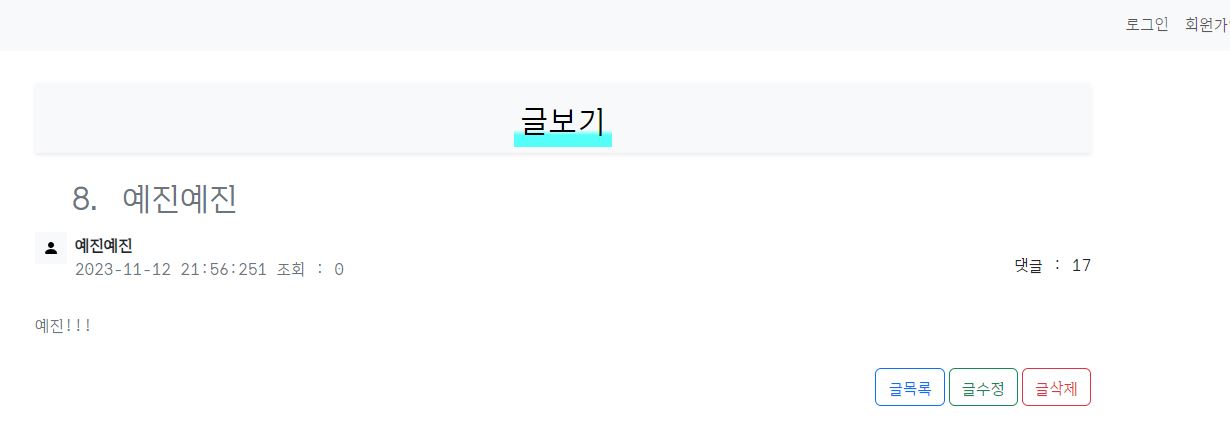 로그인 회원가
글보기
8. 예진예진
예진예진
2023-11-12 21:56:251 조회 : 0
댓글 : 17
예진!!!
글목록 글수정 글삭제